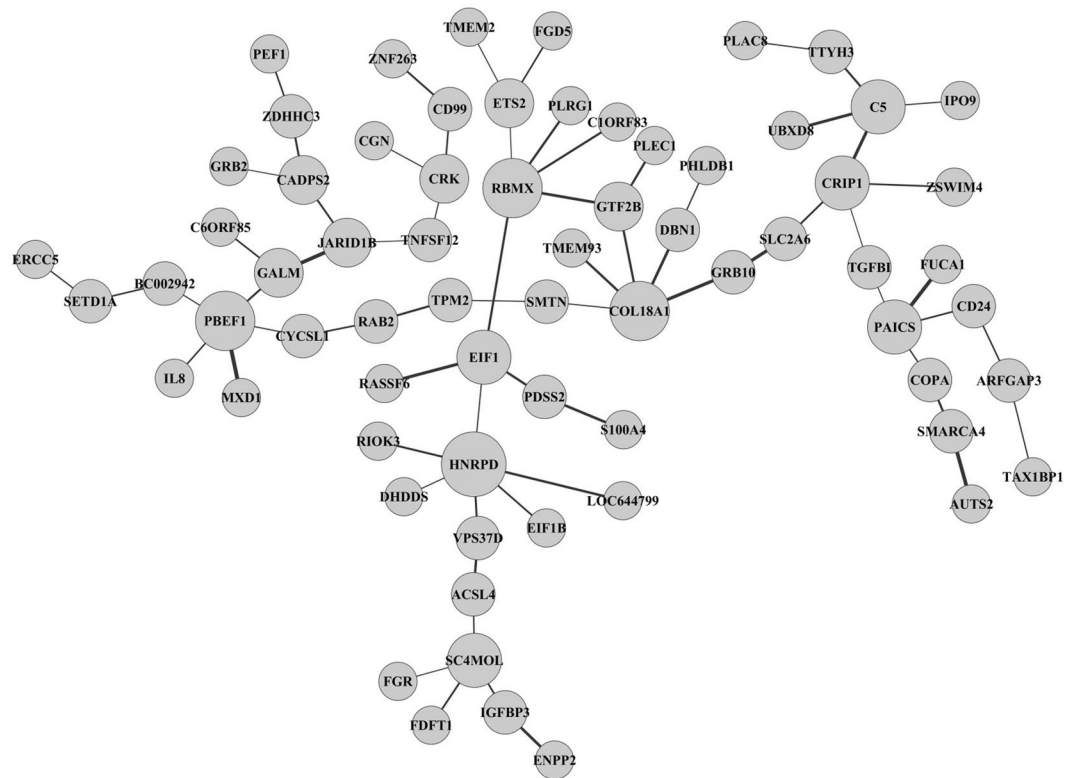 TMEM2
FGD5
PLAC8
TTYH3
PEF1
ZNF263
ETS2
PLRG1
C5
IPO9
ZDHHC3
CD99
C1ORF83
UBXD8
CGN
PLEC1
GRB2
CADPS2
CRK
RBMX
PHLDB1
CRIP1
ZSWIM4
GTF2B
C6ORF85
JARID1B
TNFSF12
DBN1
SLC2A6
TMEM93
ERCC5
GALM
GRB10
TGFBI
FUCA1
BC002942
SETD1A
TPM2
SMTN
COL18A1
CD24
PBEF1
RAB2
PAICS
CYCSL1
EIF1
IL8
RASSF6
COPA
ARFGAP3
MXD1
PDSS2
S100A4
SMARCA4
RIOK3
HNRPD
TAX1BP1
DHDDS
LOC644799
AUTS2
EIF1B
VPS37D
ACSL4
SC4MOL
FGR
IGFBP3
FDFT1
ENPP2